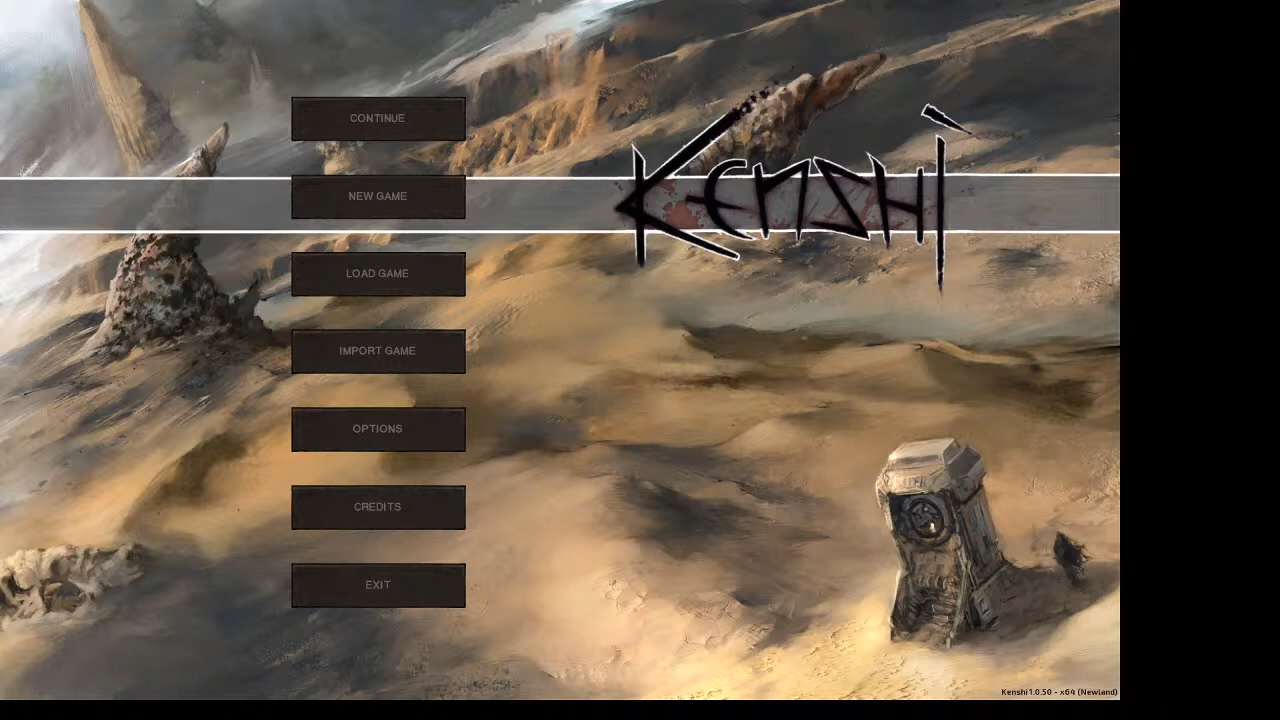 CONTINUE
KENSHI
NEW GAME
LOAD GAME
IMPORT GAME
OPTIONS
CREDITS
EXIT
Kenshi 1.0.50 - x64 (Newland)